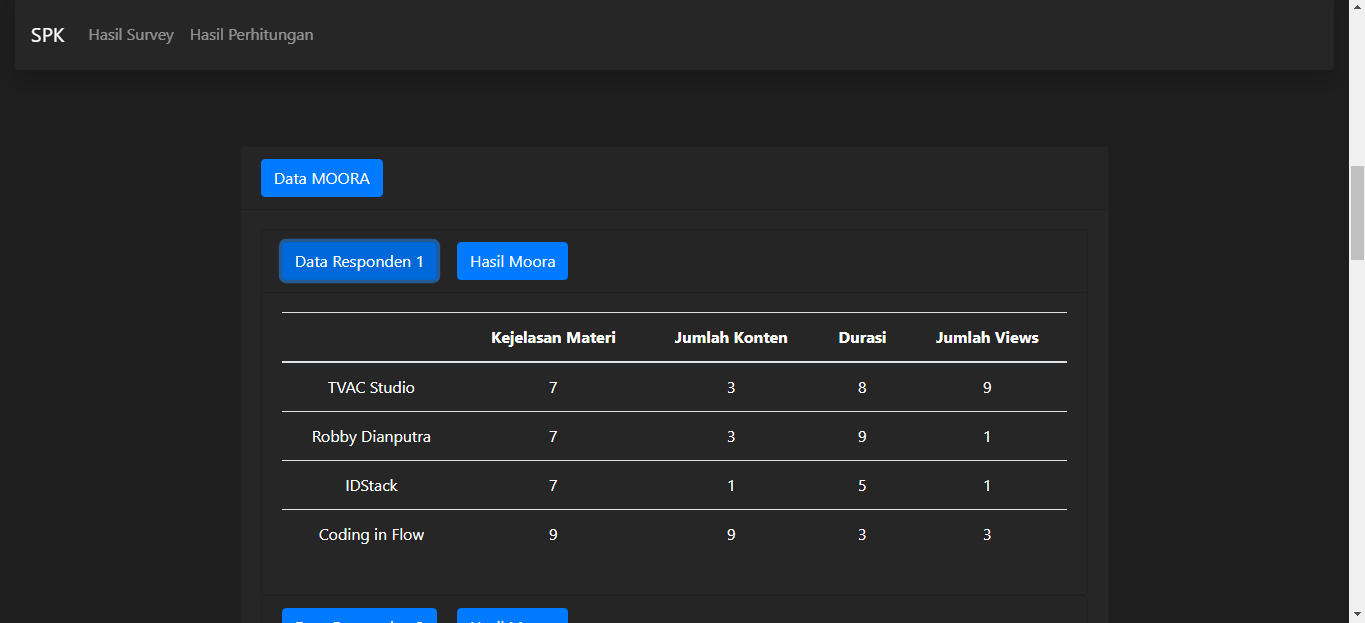 SPK Hasil Survey Hasil Perhitungan
Data MOORA
Data Responden 1 Hasil Moora
Kejelasan Materi Jumlah Konten Durasi Jumlah Views
TVAC Studio 7 3 8 9
Robby Dianputra 7 3 9 1
IDStack 7 1 5 1
Coding in Flow 9 9 3 3